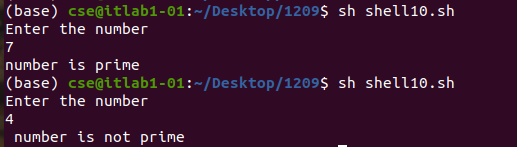 (base) cse@itlab1-01:~/Desktop/1209$ sh shell10.sh
Enter the number
7
number is prime
(base) cse@itlab1-01:~/Desktop/1209$ sh shell10.sh
Enter the number
4
 number is not prime